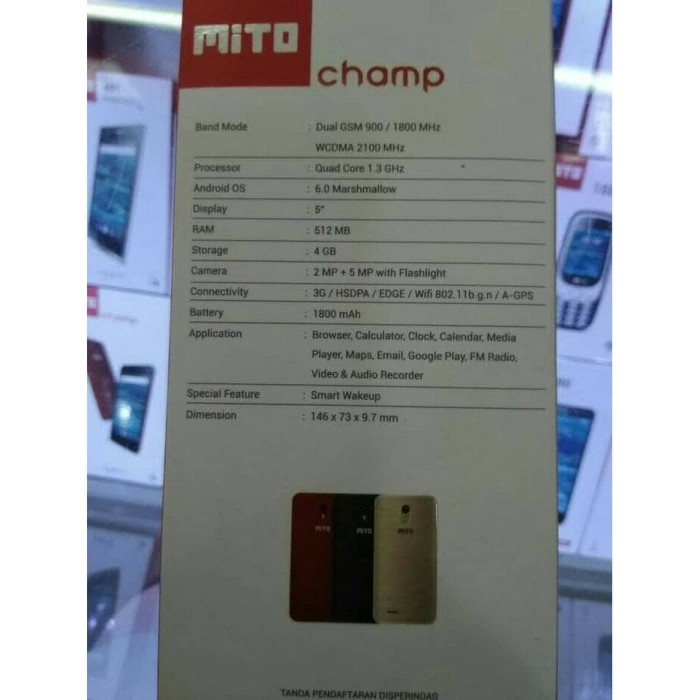 MITO
champ
Band Mode : Dual GSM 900 / 1800 MHz
WCDMA 2100 MHz
Processor : Quad Core 1.3 GHz
Android OS : 6.0 Marshmallow
Display : 5"
RAM : 512 MB
Storage : 4 GB
Camera : 2 MP + 5 MP with Flashlight
Connectivity : 3G / HSDPA / EDGE / Wifi 802.11b.g.n / A-GPS
Battery : 1800 mAh
Application : Browser, Calculator, Clock, Calendar, Media
Player, Maps, Email, Google Play, FM Radio,
Video & Audio Recorder
Special Feature : Smart Wakeup
Dimension : 146 x 73 x 9.7 mm
MITO
MITO
MITO
TANDA PENDAFTARAN DISPERINDAG
champ